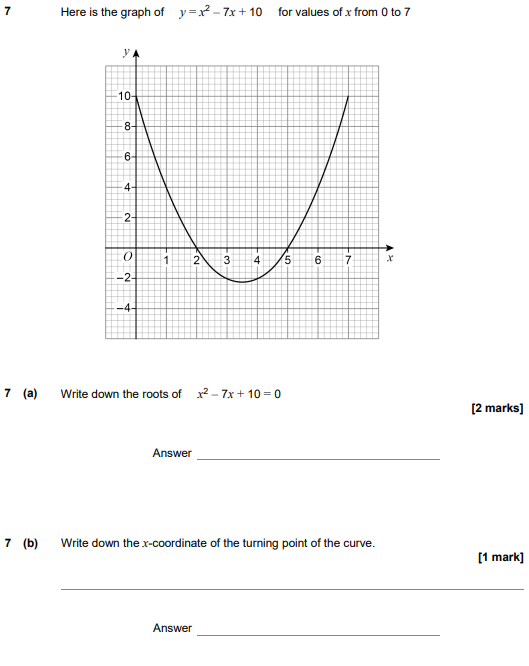 7 Here is the graph of y = x² – 7x + 10 for values of x from 0 to 7
y
10
8
6
4
2
O 1 2 3 4 5 6 7 x
–2
–4
7 (a) Write down the roots of x² – 7x + 10 = 0
[2 marks]
Answer
7 (b) Write down the x-coordinate of the turning point of the curve.
[1 mark]
Answer